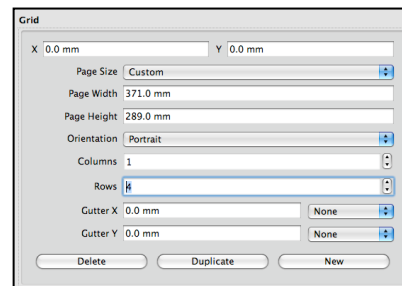 Grid
X 0.0 mm Y 0.0 mm
Page Size Custom
Page Width 371.0 mm
Page Height 289.0 mm
Orientation Portrait
Columns 1
Rows 4
Gutter X 0.0 mm None
Gutter Y 0.0 mm None
Delete Duplicate New